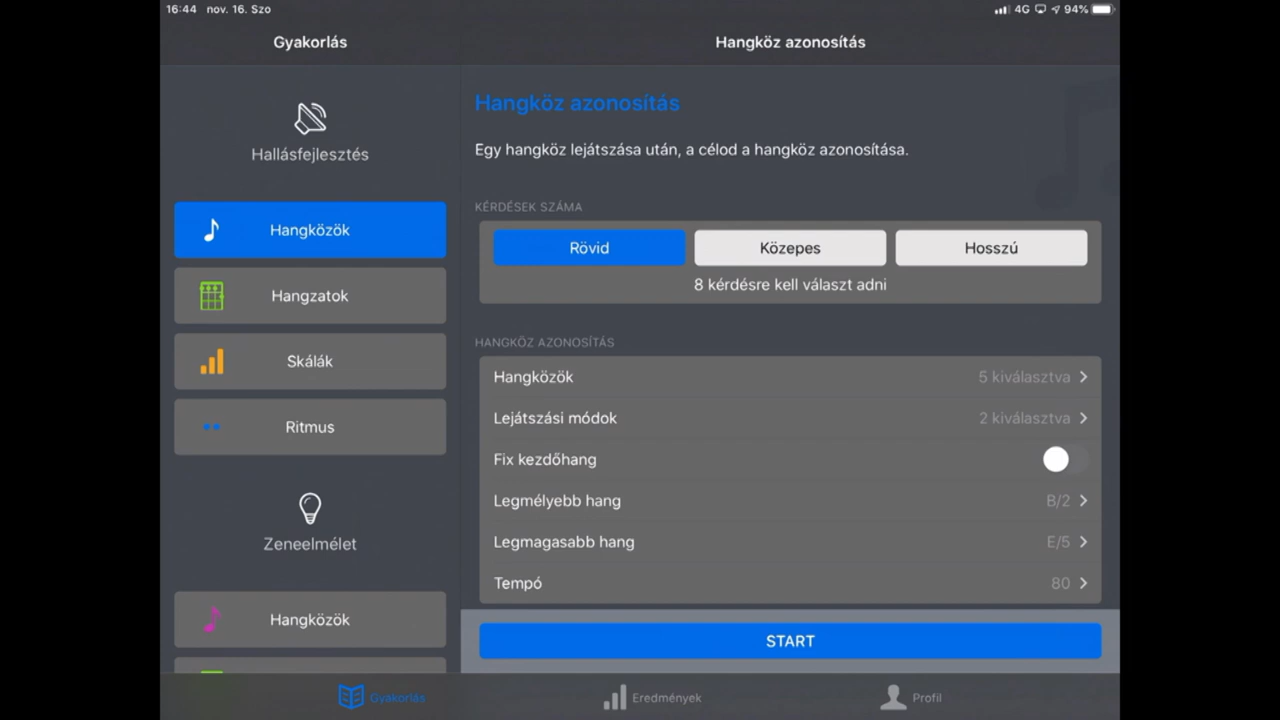 16:44 nov. 16. Szo
4G 94%
Gyakorlás
Hangköz azonosítás
Hallásfejlesztés
Hangközök
Hangzatok
Skálák
Ritmus
Zeneelmélet
Hangközök
Hangköz azonosítás
Egy hangköz lejátszása után, a célod a hangköz azonosítása.
KÉRDÉSEK SZÁMA
Rövid Közepes Hosszú
8 kérdésre kell választ adni
HANGKÖZ AZONOSÍTÁS
Hangközök 5 kiválasztva
Lejátszási módok 2 kiválasztva
Fix kezdőhang
Legmélyebb hang B/2
Legmagasabb hang E/5
Tempó 80
START
Gyakorlás Eredmények Profil